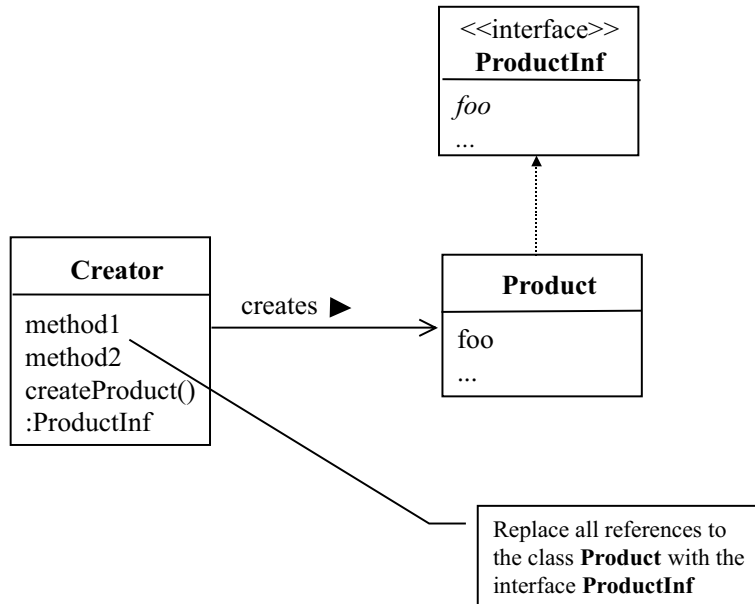 <<interface>>
ProductInf
foo
...
Creator
method1
method2
createProduct()
:ProductInf
creates ►
Product
foo
...
Replace all references to
the class Product with the
interface ProductInf